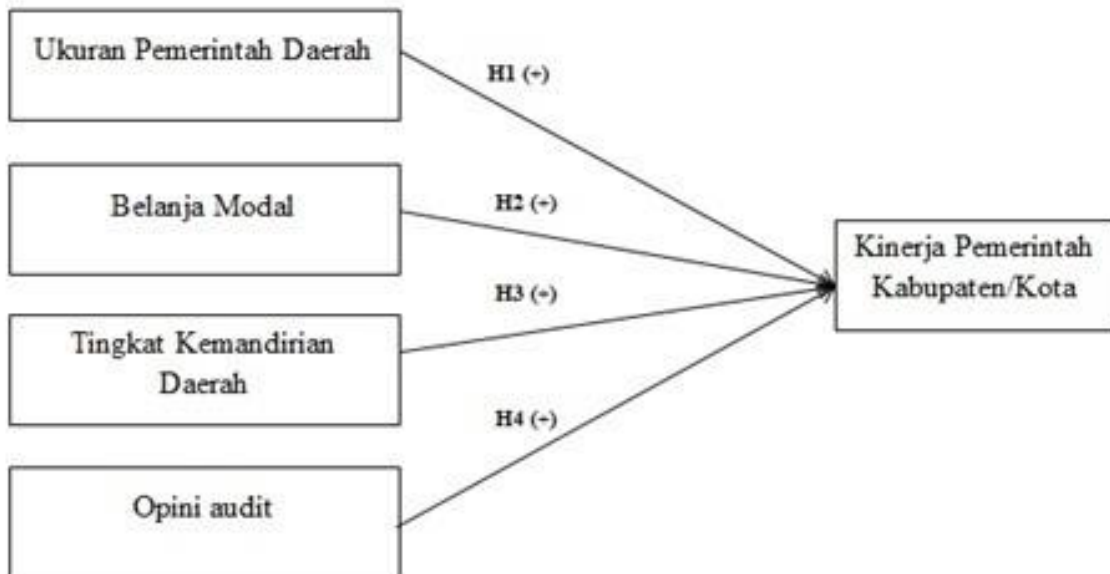 Ukuran Pemerintah Daerah
H1 (+)
Belanja Modal
H2 (+)
Kinerja Pemerintah
Kabupaten/Kota
H3 (+)
Tingkat Kemandirian
Daerah
H4 (+)
Opini audit